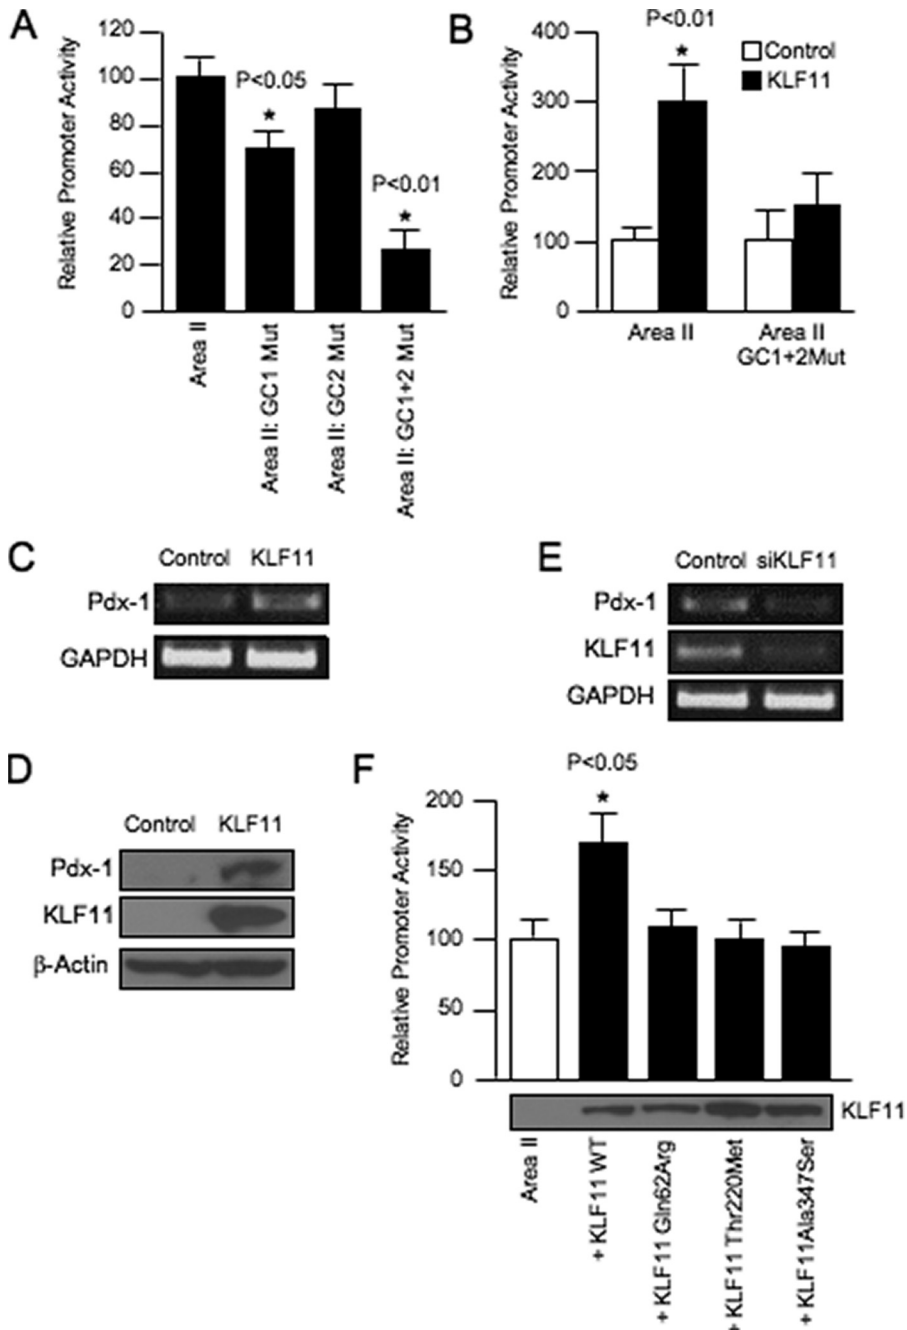 A
120
100
80
60
40
20
0
Relative Promoter Activity
P<0.05
*
P<0.01
*
Area II
Area II: GC1 Mut
Area II: GC2 Mut
Area II: GC1+2 Mut
B
400
300
200
100
0
Relative Promoter Activity
P<0.01
*
Control
KLF11
Area II
Area II
GC1+2Mut
C
Control KLF11
Pdx-1
GAPDH
E
Control siKLF11
Pdx-1
KLF11
GAPDH
D
Control KLF11
Pdx-1
KLF11
β-Actin
F
P<0.05
*
200
150
100
50
0
Relative Promoter Activity
KLF11
Area II
+ KLF11 WT
+ KLF11 Gln62Arg
+ KLF11 Thr220Met
+ KLF11Ala347Ser